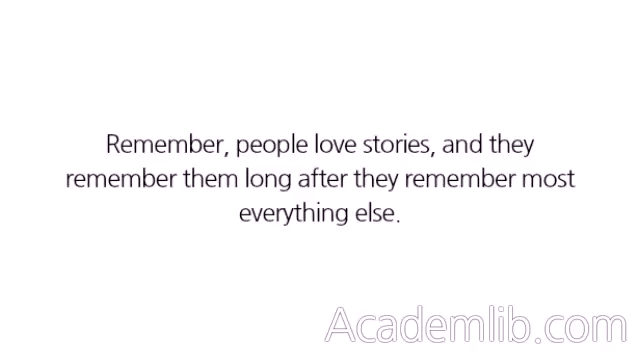 Remember, people love stories, and they
remember them long after they remember most
everything else.
Academlib.com